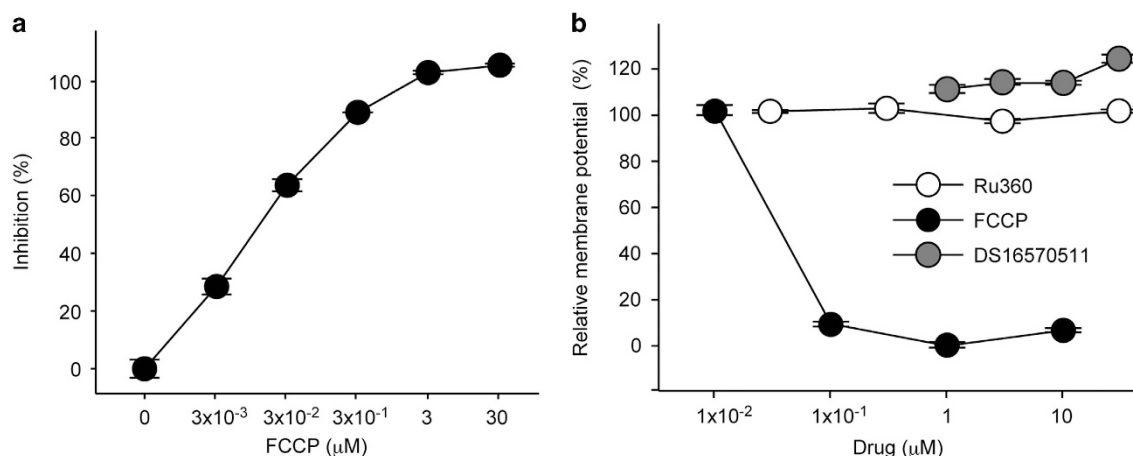 a
Inhibition (%)
100
80
60
40
20
0
0 3x10⁻³ 3x10⁻² 3x10⁻¹ 3 30
FCCP (μM)
b
Relative membrane potential (%)
120
100
80
60
40
20
0
Ru360
FCCP
DS16570511
1x10⁻² 1x10⁻¹ 1 10
Drug (μM)